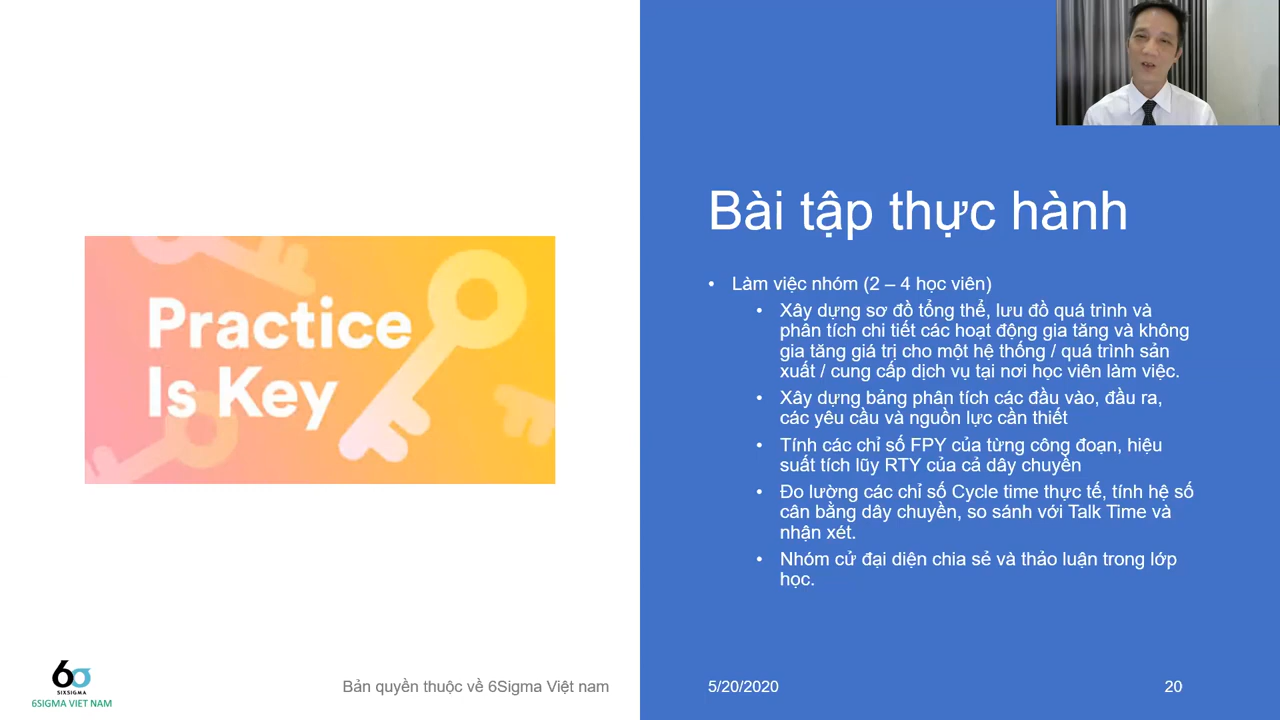 Practice
Is Key
Bài tập thực hành
• Làm việc nhóm (2 – 4 học viên)
• Xây dựng sơ đồ tổng thể, lưu đồ quá trình và
phân tích chi tiết các hoạt động gia tăng và không
gia tăng giá trị cho một hệ thống / quá trình sản
xuất / cung cấp dịch vụ tại nơi học viên làm việc.
• Xây dựng bảng phân tích các đầu vào, đầu ra,
các yêu cầu và nguồn lực cần thiết
• Tính các chỉ số FPY của từng công đoạn, hiệu
suất tích lũy RTY của cả dây chuyền
• Đo lường các chỉ số Cycle time thực tế, tính hệ số
cân bằng dây chuyền, so sánh với Talk Time và
nhận xét.
• Nhóm cử đại diện chia sẻ và thảo luận trong lớp
học.
6σ
SIXSIGMA
6SIGMA VIET NAM
Bản quyền thuộc về 6Sigma Việt nam
5/20/2020
20